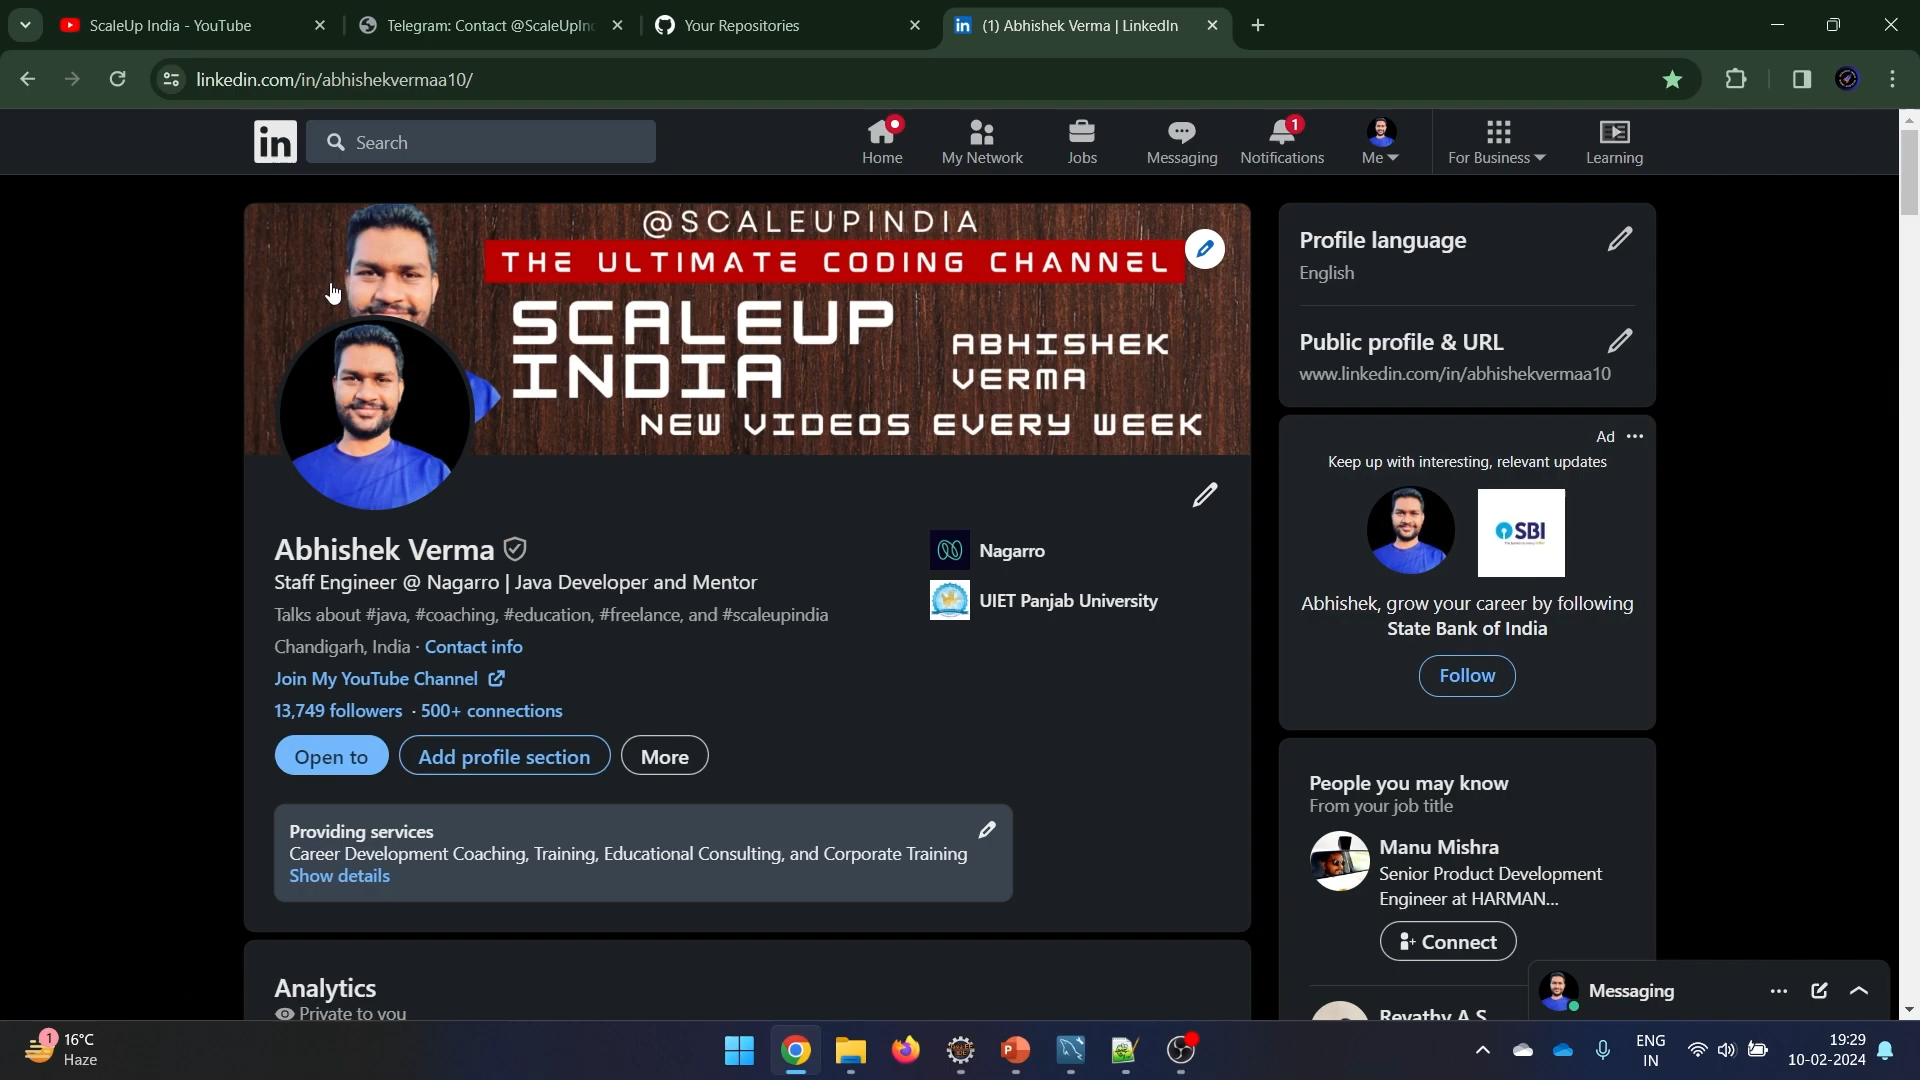 ScaleUp India - YouTube
Telegram: Contact @ScaleUpInd
Your Repositories
(1) Abhishek Verma | LinkedIn
linkedin.com/in/abhishekvermaa10/
in
Search
Home
My Network
Jobs
Messaging
1
Notifications
Me
For Business
Learning
@SCALEUPINDIA
THE ULTIMATE CODING CHANNEL
SCALEUP
INDIA
ABHISHEK
VERMA
NEW VIDEOS EVERY WEEK
Abhishek Verma
Staff Engineer @ Nagarro | Java Developer and Mentor
Talks about #java, #coaching, #education, #freelance, and #scaleupindia
Chandigarh, India · Contact info
Join My YouTube Channel
13,749 followers · 500+ connections
Open to
Add profile section
More
Nagarro
UIET Panjab University
Providing services
Career Development Coaching, Training, Educational Consulting, and Corporate Training
Show details
Analytics
Private to you
Profile language
English
Public profile & URL
www.linkedin.com/in/abhishekvermaa10
Ad
Keep up with interesting, relevant updates
SBI
Abhishek, grow your career by following
State Bank of India
Follow
People you may know
From your job title
Manu Mishra
Senior Product Development
Engineer at HARMAN...
Connect
Revathy A S
Messaging
1
16°C
Haze
ENG
IN
19:29
10-02-2024